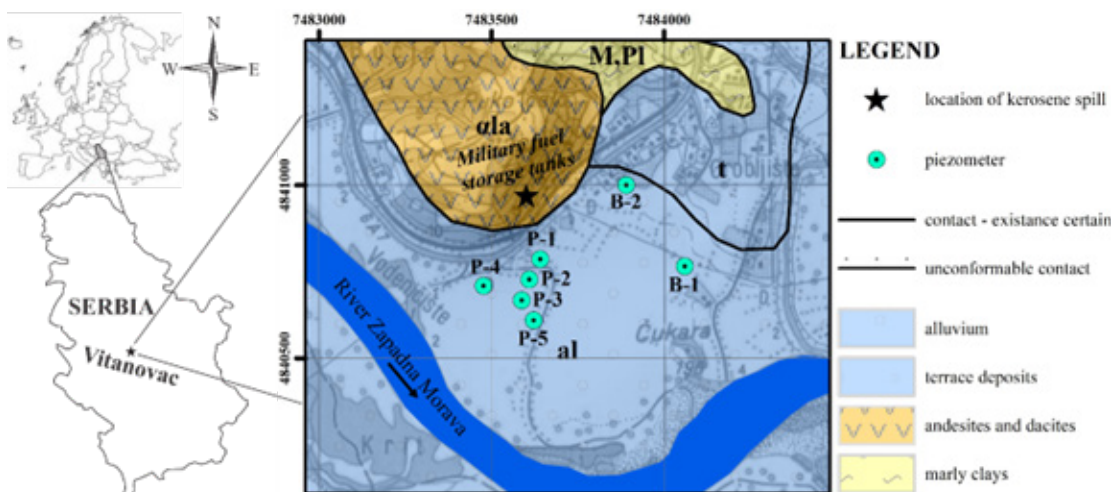 N
W
E
S
SERBIA
Vitanovac
7483000
7483500
7484000
4841000
4840500
M,Pl
αla
Military fuel
storage tanks
t
Grobljište
B-2
P-1
P-4
P-2
B-1
P-3
P-5
al
Čukara
River Zapadna Morava
LEGEND
location of kerosene spill
piezometer
contact - existance certain
unconformable contact
alluvium
terrace deposits
andesites and dacites
marly clays